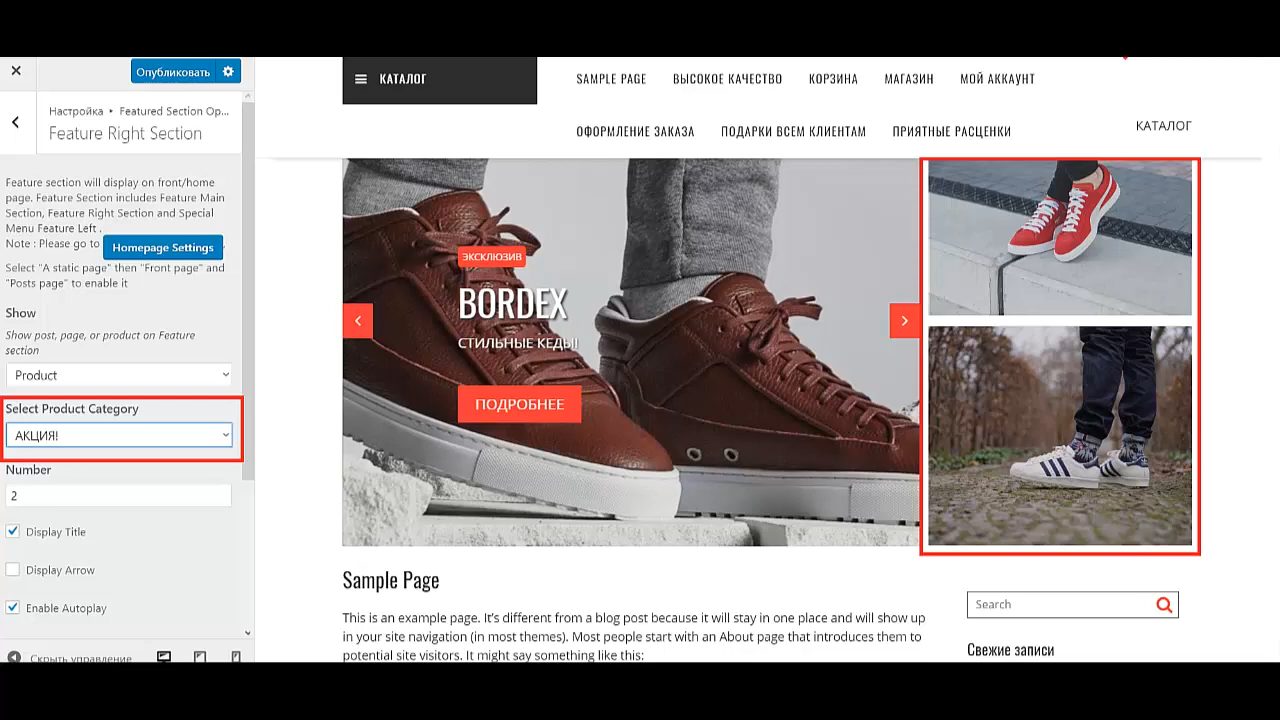 Опубликовать
Настройка • Featured Section Op...
Feature Right Section
Feature section will display on front/home
page. Feature Section includes Feature Main
Section, Feature Right Section and Special
Menu Feature Left .
Note : Please go to Homepage Settings .
Select "A static page" then "Front page" and
"Posts page" to enable it
Show
Show post, page, or product on Feature
section
Product
Select Product Category
АКЦИЯ!
Number
2
Display Title
Display Arrow
Enable Autoplay
Скрыть управление
КАТАЛОГ
SAMPLE PAGE ВЫСОКОЕ КАЧЕСТВО КОРЗИНА МАГАЗИН МОЙ АККАУНТ
ОФОРМЛЕНИЕ ЗАКАЗА ПОДАРКИ ВСЕМ КЛИЕНТАМ ПРИЯТНЫЕ РАСЦЕНКИ
КАТАЛОГ
ЭКСКЛЮЗИВ
BORDEX
СТИЛЬНЫЕ КЕДЫ!!
ПОДРОБНЕЕ
Sample Page
This is an example page. It's different from a blog post because it will stay in one place and will show up
in your site navigation (in most themes). Most people start with an About page that introduces them to
potential site visitors. It might say something like this:
Search
Свежие записи